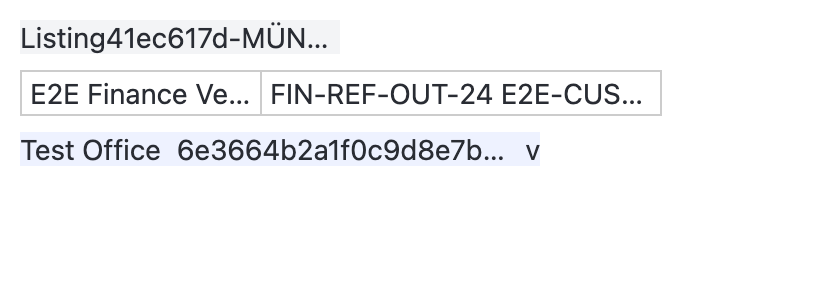 Listing41ec617d-MÜN...
E2E Finance Ve... FIN-REF-OUT-24 E2E-CUS...
Test Office 6e3664b2a1f0c9d8e7b... v